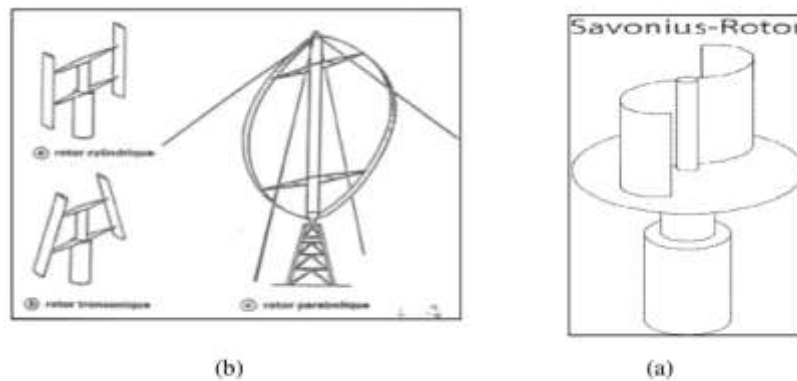 Savonius-Rotor
ⓐ rotor cylindrique
ⓑ rotor tronconique
ⓒ rotor parabolique
(b)
(a)